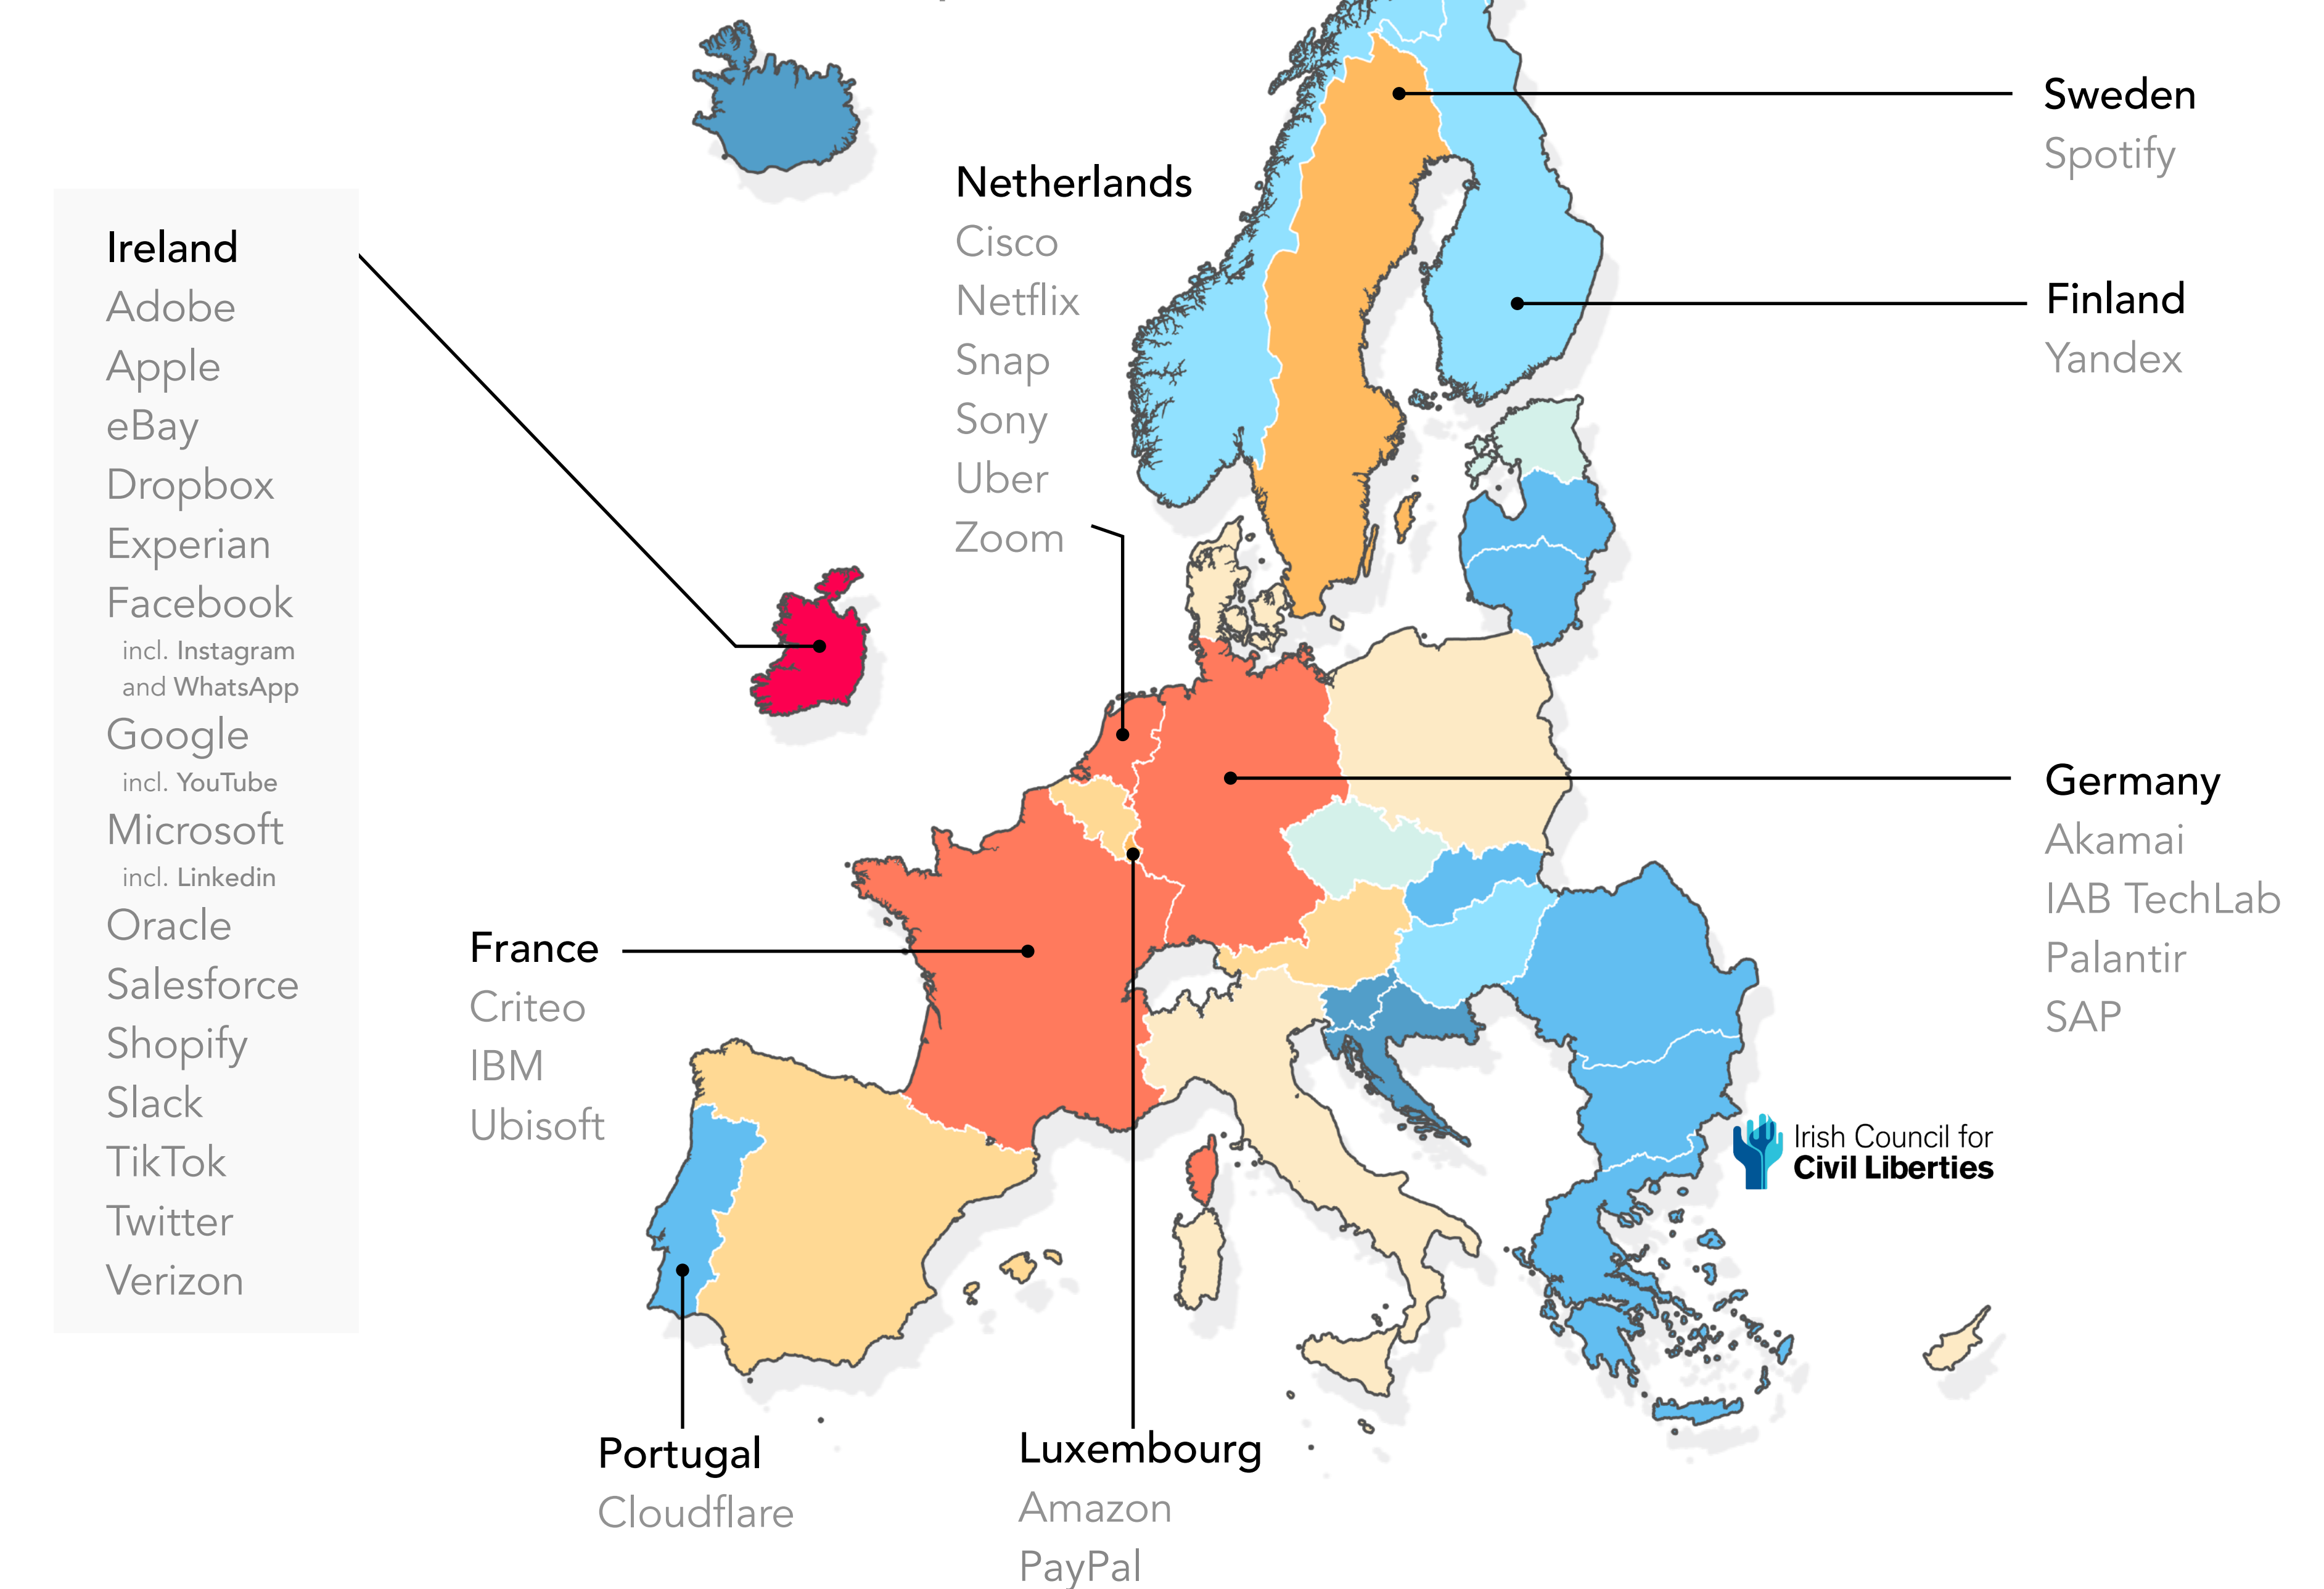 Ireland
Adobe
Apple
eBay
Dropbox
Experian
Facebook
incl. Instagram
and WhatsApp
Google
incl. YouTube
Microsoft
incl. Linkedin
Oracle
Salesforce
Shopify
Slack
TikTok
Twitter
Verizon
Netherlands
Cisco
Netflix
Snap
Sony
Uber
Zoom
Sweden
Spotify
Finland
Yandex
Germany
Akamai
IAB TechLab
Palantir
SAP
France
Criteo
IBM
Ubisoft
Irish Council for
Civil Liberties
Portugal
Cloudflare
Luxembourg
Amazon
PayPal